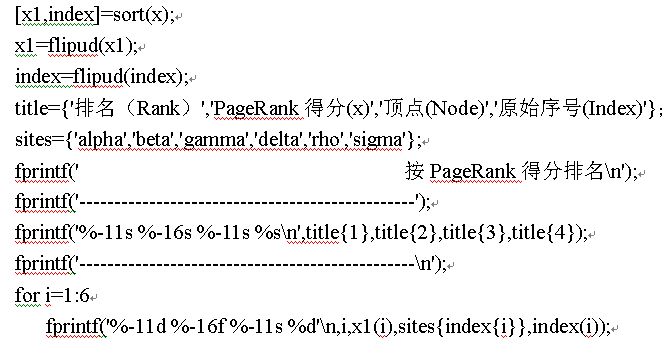 [x1,index]=sort(x);
x1=flipud(x1);
index=flipud(index);
title={'排名（Rank）','PageRank 得分(x)','顶点(Node)','原始序号(Index)'};
sites={'alpha','beta','gamma','delta','rho','sigma'};
fprintf('                                        按 PageRank 得分排名\n');
fprintf('------------------------------------------------');
fprintf('%-11s %-16s %-11s %s\n',title{1},title{2},title{3},title{4});
fprintf('------------------------------------------------\n');
for i=1:6
fprintf('%-11d %-16f %-11s %d'\n,i,x1(i),sites{index{i}},index(i));